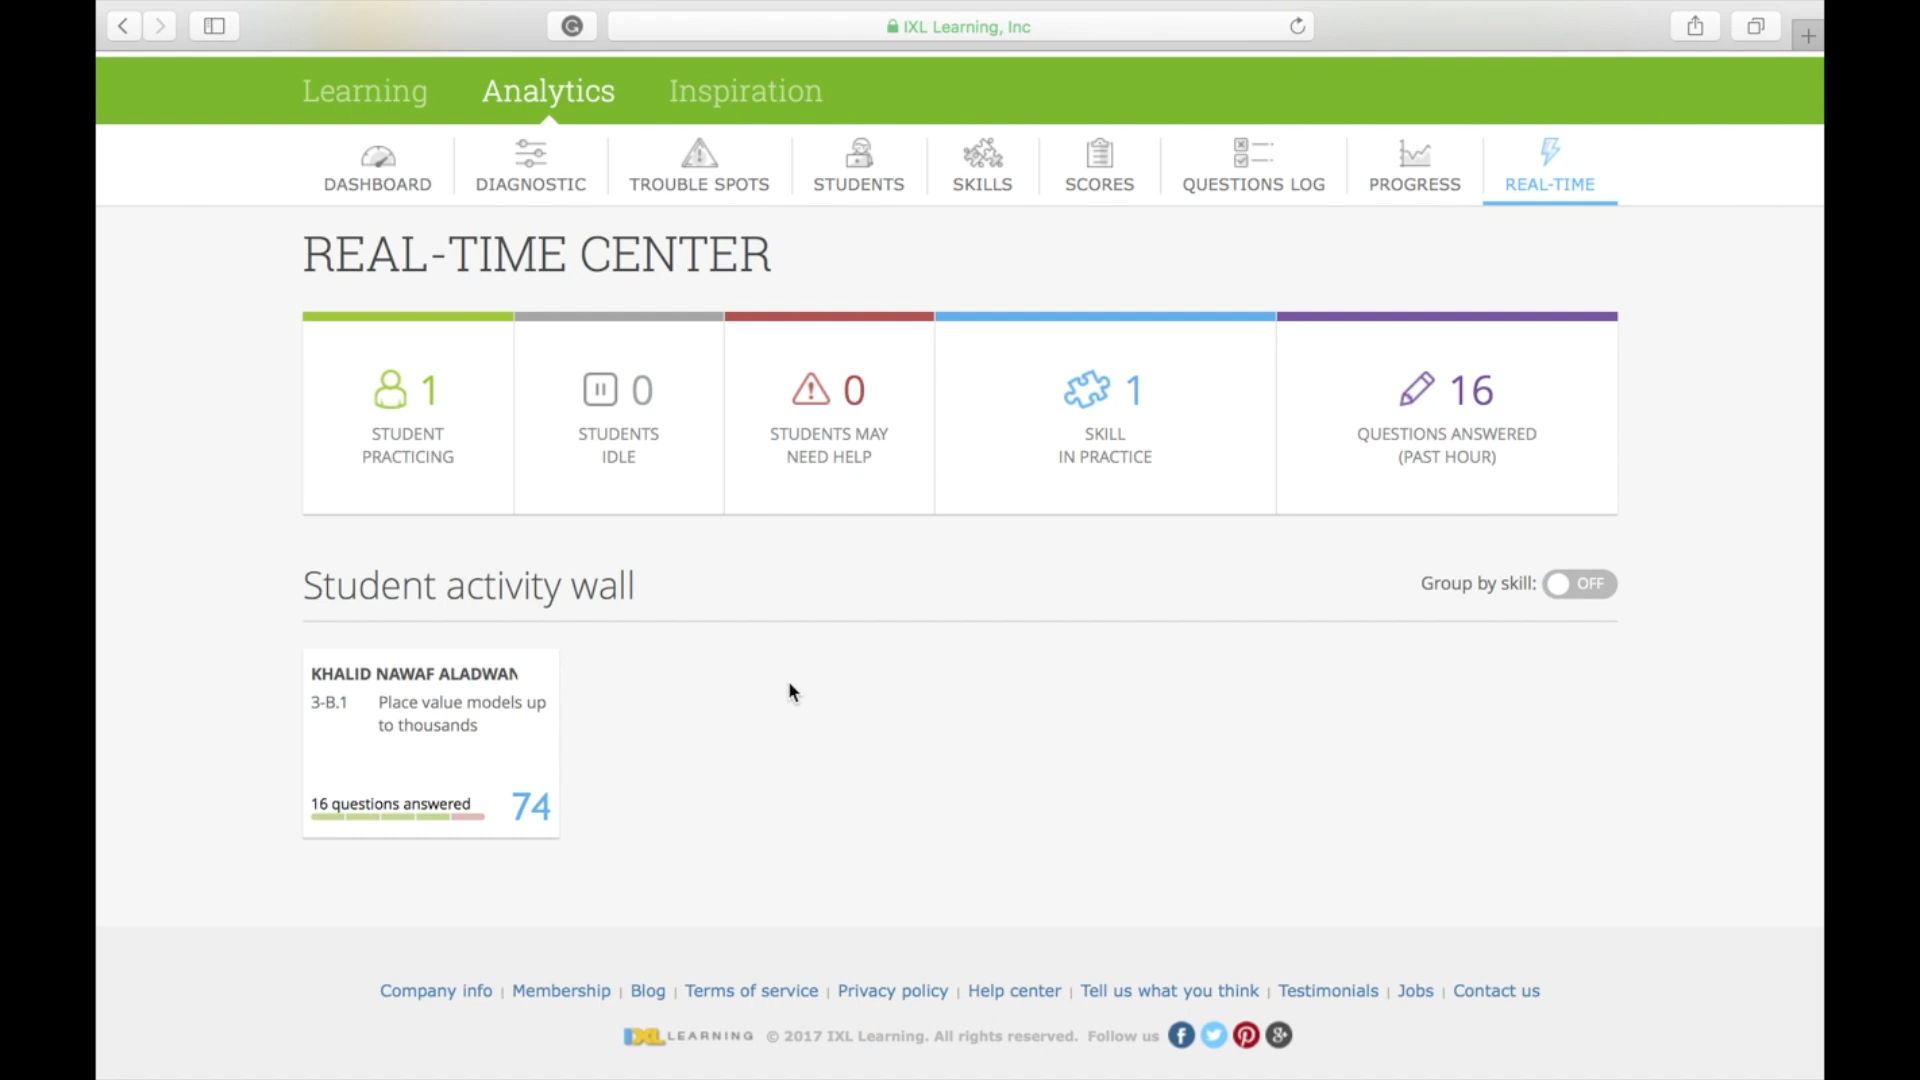 IXL Learning, Inc
Learning Analytics Inspiration
DASHBOARD DIAGNOSTIC TROUBLE SPOTS STUDENTS SKILLS SCORES QUESTIONS LOG PROGRESS REAL-TIME
REAL-TIME CENTER
1 0 0 1 16
STUDENT STUDENTS STUDENTS MAY SKILL QUESTIONS ANSWERED
PRACTICING IDLE NEED HELP IN PRACTICE (PAST HOUR)
Student activity wall Group by skill: OFF
KHALID NAWAF ALADWAN
3-B.1 Place value models up
to thousands
16 questions answered 74
Company info | Membership | Blog | Terms of service | Privacy policy | Help center | Tell us what you think | Testimonials | Jobs | Contact us
IXL LEARNING © 2017 IXL Learning. All rights reserved. Follow us